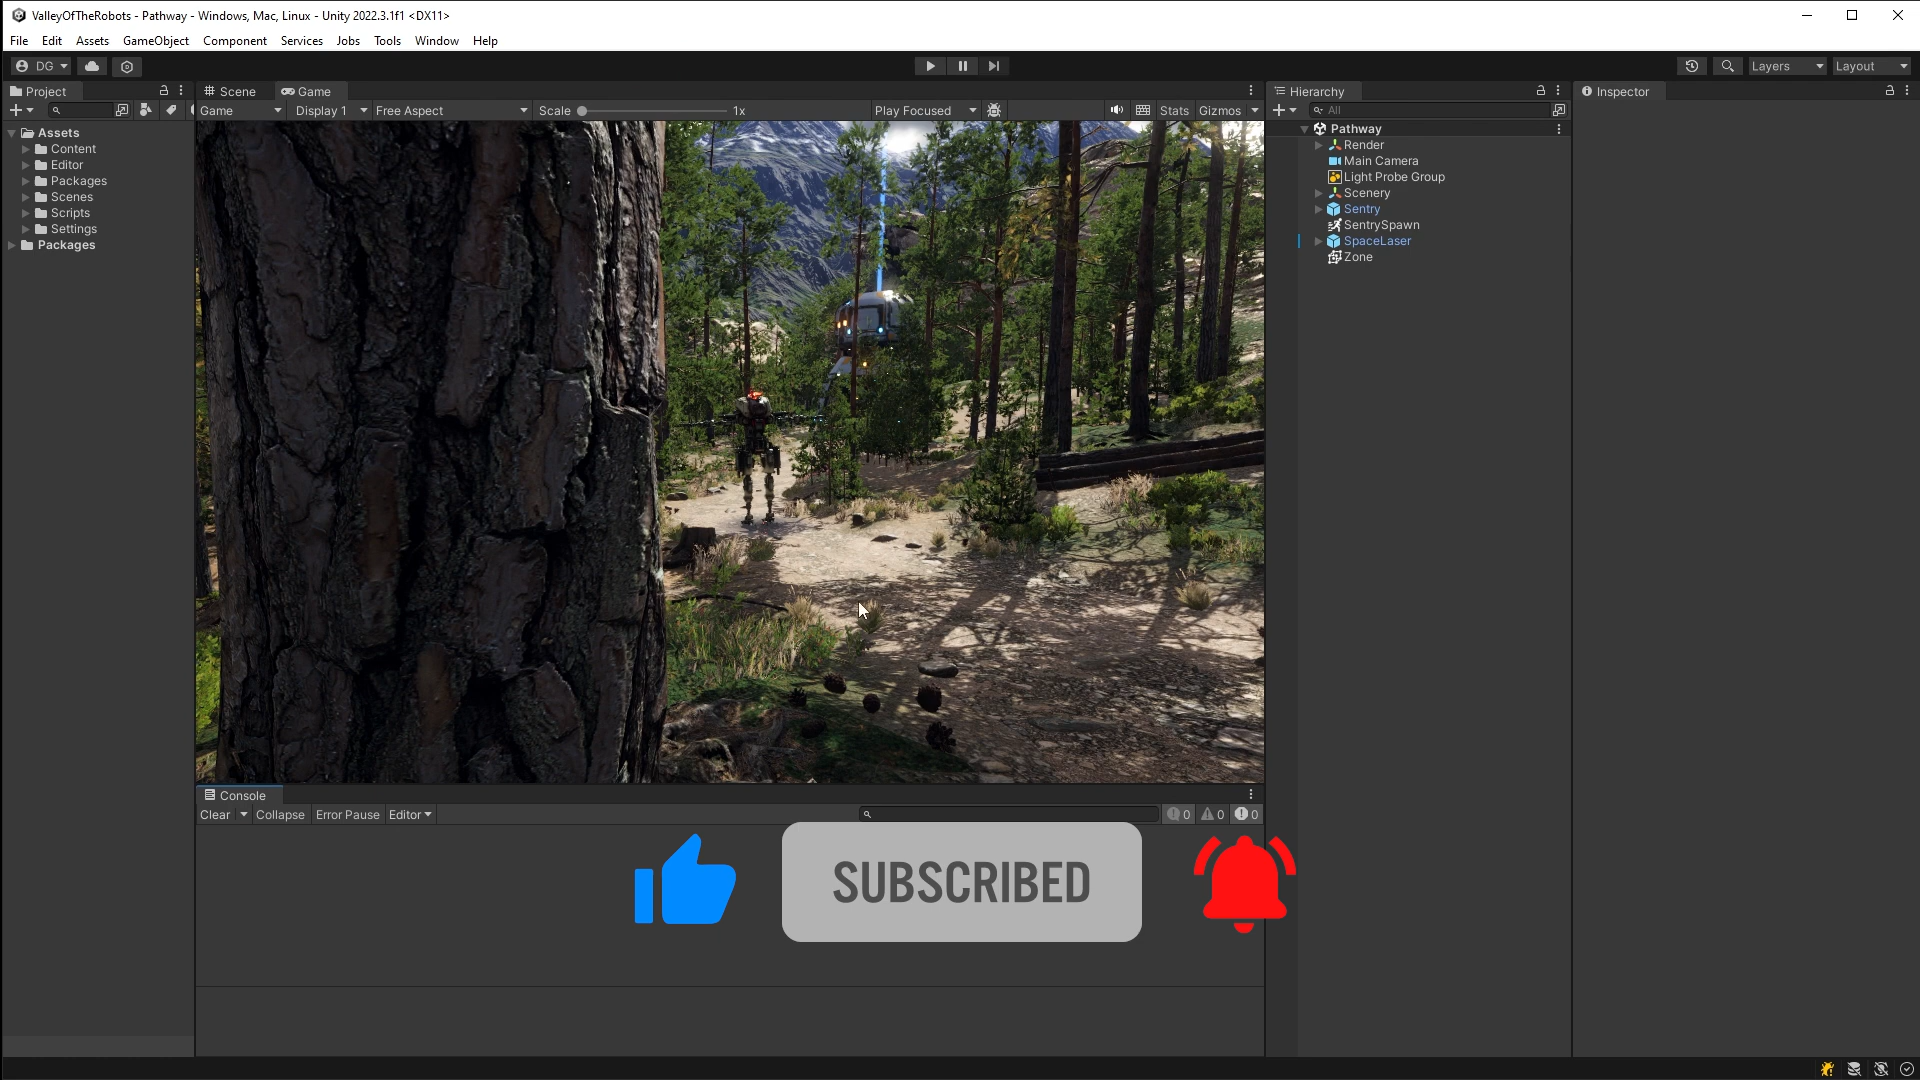 ValleyOfTheRobots - Pathway - Windows, Mac, Linux - Unity 2022.3.1f1 <DX11>
File Edit Assets GameObject Component Services Jobs Tools Window Help
DG
Layers
Layout
Project
Assets
Content
Editor
Packages
Scenes
Scripts
Settings
Packages
Scene
Game
Game
Display 1
Free Aspect
Scale
1x
Play Focused
Stats
Gizmos
Console
Clear
Collapse
Error Pause
Editor
0
0
0
SUBSCRIBED
Hierarchy
All
Pathway
Render
Main Camera
Light Probe Group
Scenery
Sentry
SentrySpawn
SpaceLaser
Zone
Inspector